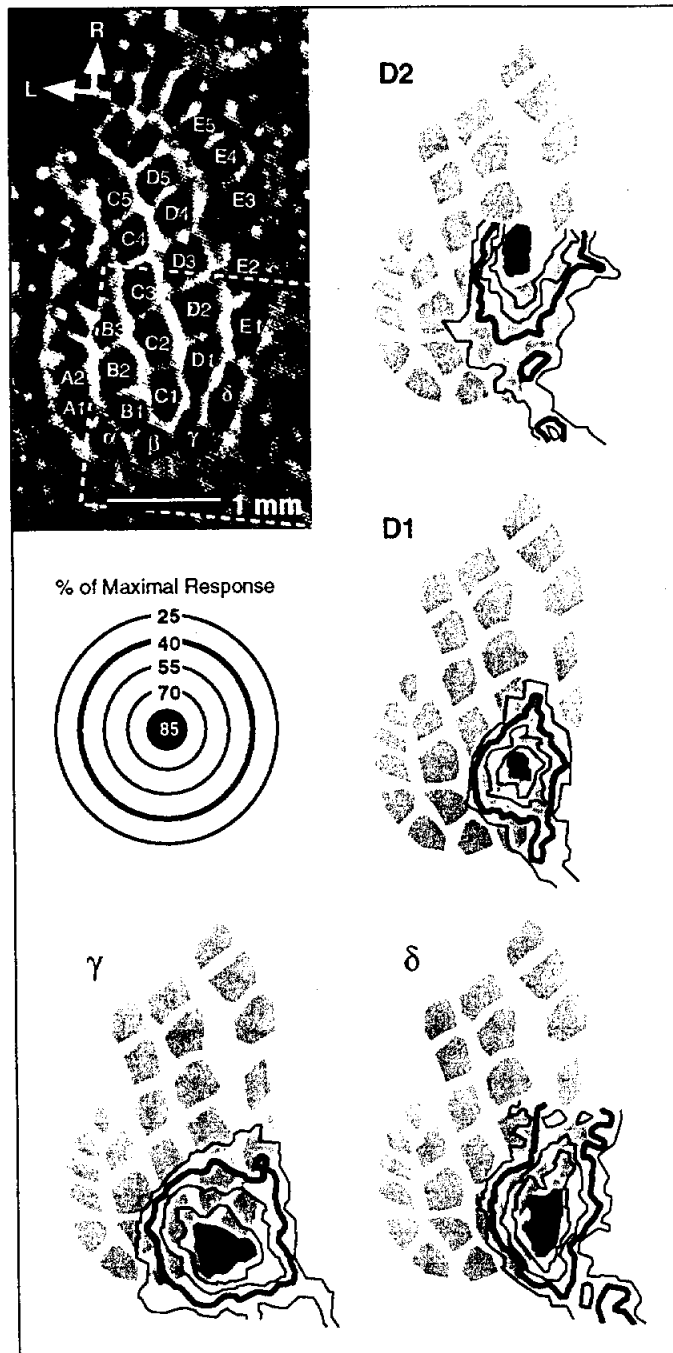 R
L
E5
E4
D5
E3
C5
D4
C4
D3
E2
C3
D2
E1
B3
C2
A2
B2
D1
δ
A1
B1
C1
α
β
γ
1 mm
D2
D1
% of Maximal Response
25
40
55
70
85
γ
δ